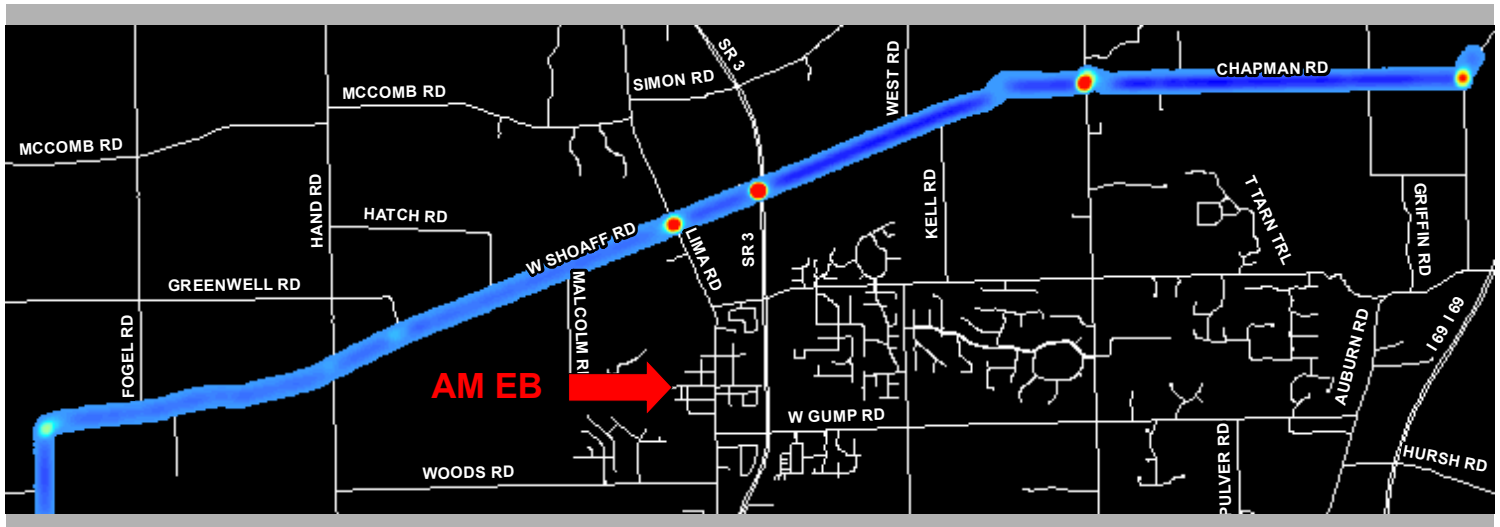 SR 3
CHAPMAN RD
SIMON RD
WEST RD
MCCOMB RD
MCCOMB RD
HAND RD
HATCH RD
KELL RD
T TARN TRL
GRIFFIN RD
W SHOAFF RD
LIMA RD
SR 3
GREENWELL RD
MALCOLM R
FOGEL RD
I 69 I 69
AUBURN RD
AM EB
W GUMP RD
PULVER RD
HURSH RD
WOODS RD